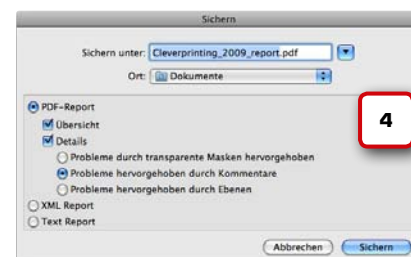 Sichern
Sichern unter: Cleverprinting_2009_report.pdf
Ort: Dokumente
PDF-Report
Übersicht
Details
Probleme durch transparente Masken hervorgehoben
Probleme hervorgehoben durch Kommentare
Probleme hervorgehoben durch Ebenen
XML Report
Text Report
Abbrechen Sichern
4